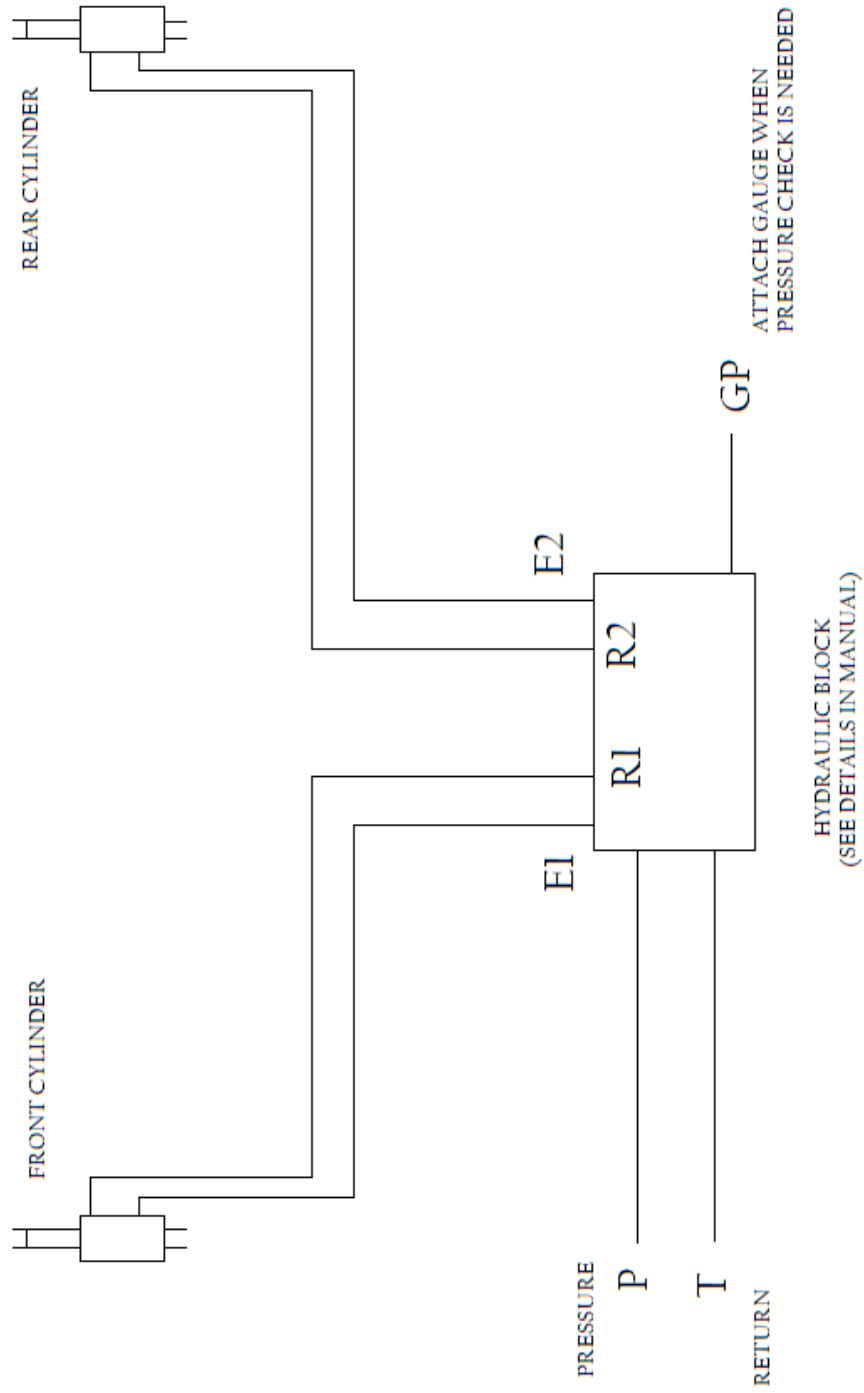 FRONT CYLINDER
REAR CYLINDER
E1
R1
R2
E2
PRESSURE
P
T
RETURN
GP
ATTACH GAUGE WHEN
PRESSURE CHECK IS NEEDED
HYDRAULIC BLOCK
(SEE DETAILS IN MANUAL)